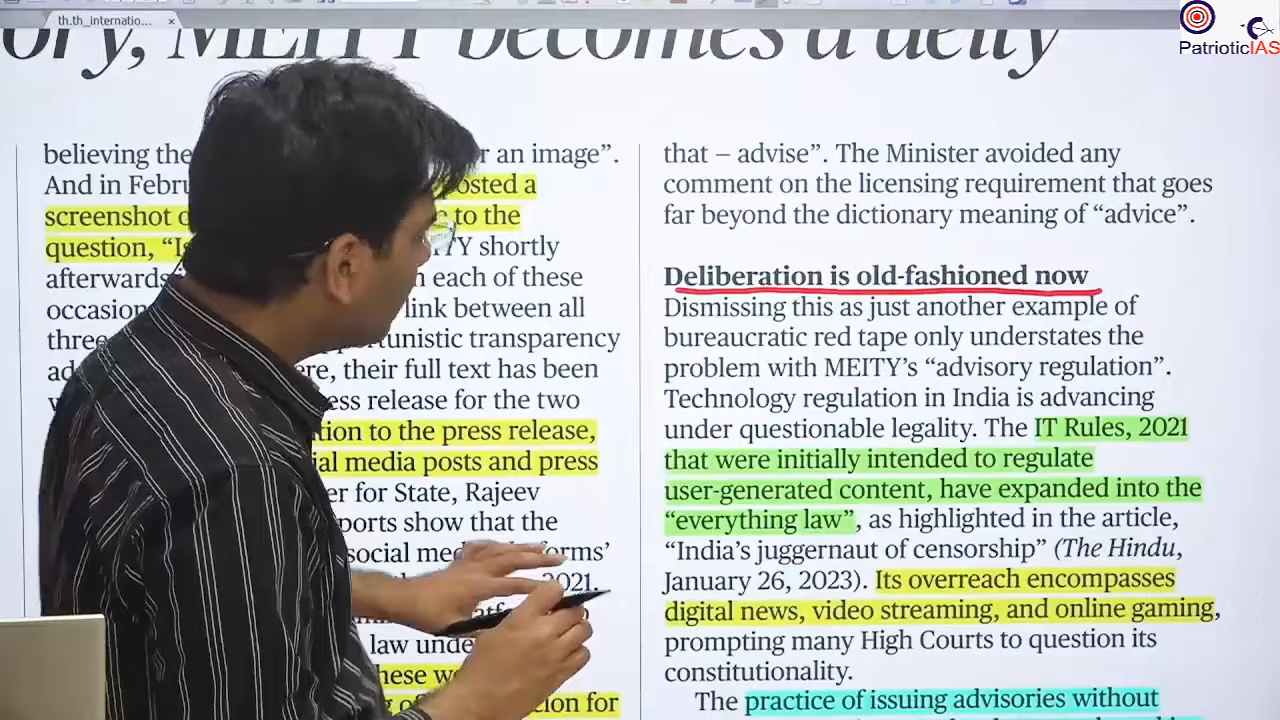 th.th_internatio...
PatrioticIAS
ory, MEITY becomes a deity
believing the r an image”.
And in Febru osted a
screenshot to the
question, “Is TY shortly
afterwards each of these
occasion link between all
three unistic transparency
ere, their full text has been
ess release for the two
tion to the press release,
ial media posts and press
er for State, Rajeev
ports show that the
social med forms’
2021.
law unde
hese
cion for
that – advise”. The Minister avoided any
comment on the licensing requirement that goes
far beyond the dictionary meaning of “advice”.
Deliberation is old-fashioned now
Dismissing this as just another example of
bureaucratic red tape only understates the
problem with MEITY’s “advisory regulation”.
Technology regulation in India is advancing
under questionable legality. The IT Rules, 2021
that were initially intended to regulate
user-generated content, have expanded into the
“everything law”, as highlighted in the article,
“India’s juggernaut of censorship” (The Hindu,
January 26, 2023). Its overreach encompasses
digital news, video streaming, and online gaming,
prompting many High Courts to question its
constitutionality.
The practice of issuing advisories without